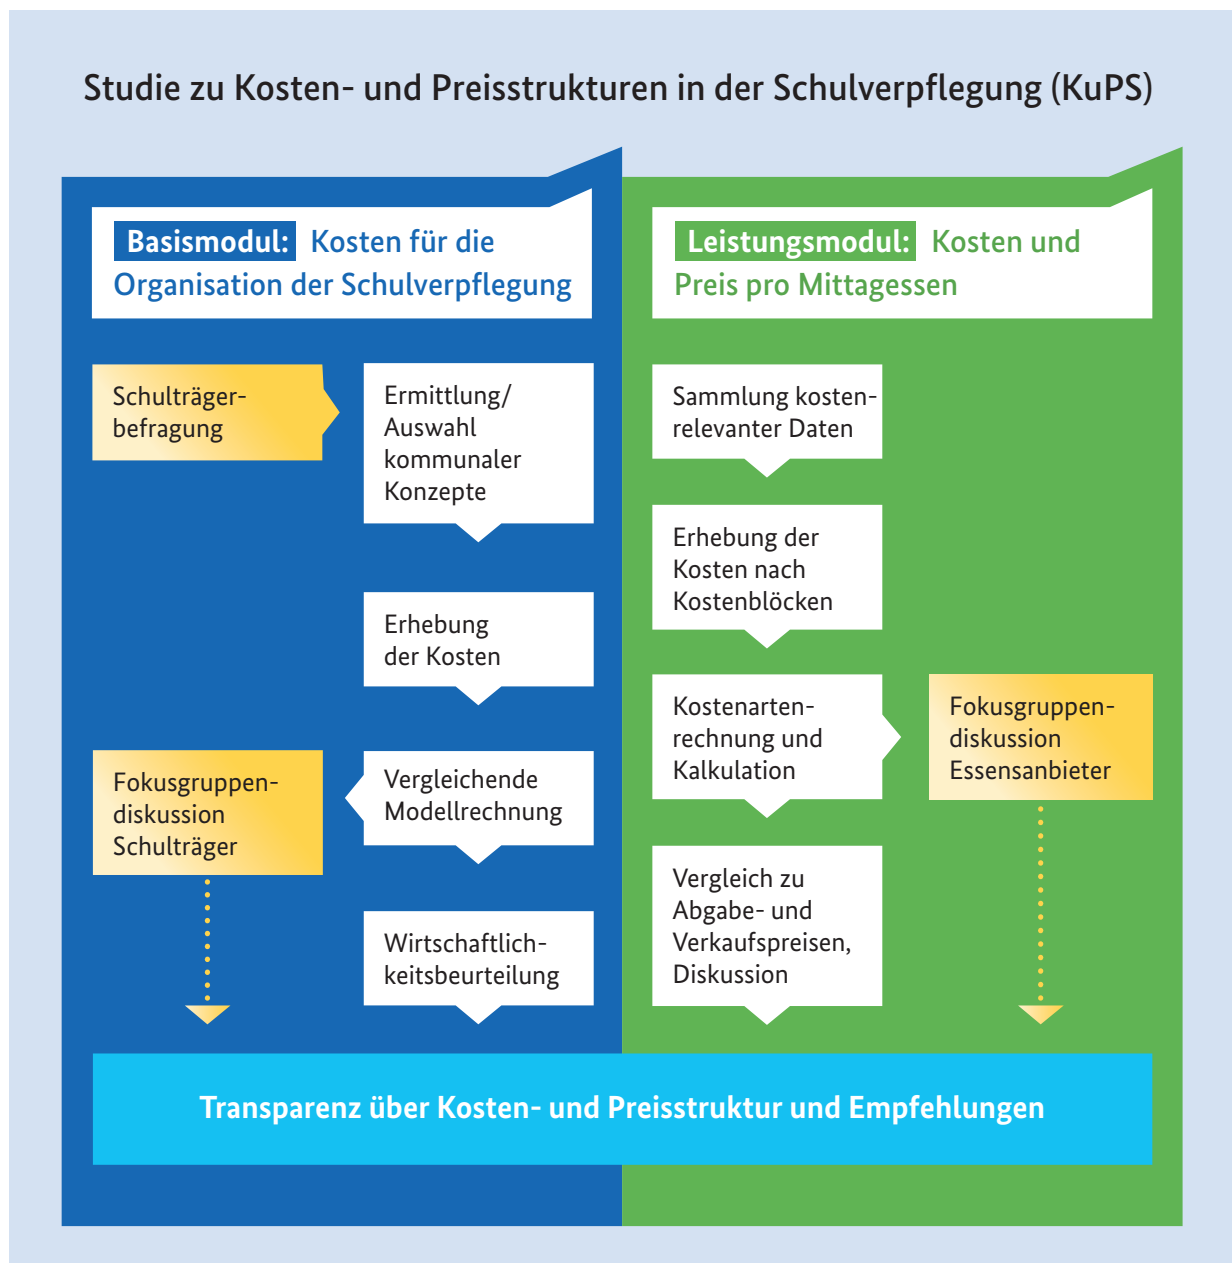 Studie zu Kosten- und Preisstrukturen in der Schulverpflegung (KuPS)
Basismodul: Kosten für die
Organisation der Schulverpflegung
Schulträger-
befragung
Ermittlung/
Auswahl
kommunaler
Konzepte
Erhebung
der Kosten
Vergleichende
Modellrechnung
Fokusgruppen-
diskussion
Schulträger
Wirtschaftlich-
keitsbeurteilung
Leistungsmodul: Kosten und
Preis pro Mittagessen
Sammlung kosten-
relevanter Daten
Erhebung der
Kosten nach
Kostenblöcken
Kostenarten-
rechnung und
Kalkulation
Fokusgruppen-
diskussion
Essensanbieter
Vergleich zu
Abgabe- und
Verkaufspreisen,
Diskussion
Transparenz über Kosten- und Preisstruktur und Empfehlungen